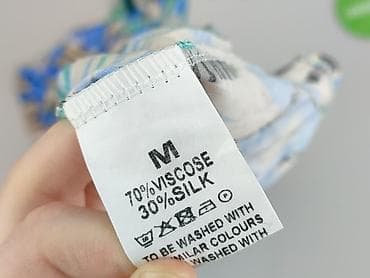 M
70%VISCOSE
30%SILK
TO BE WASHED WITH
SIMILAR COLOURS
WASHED WITH